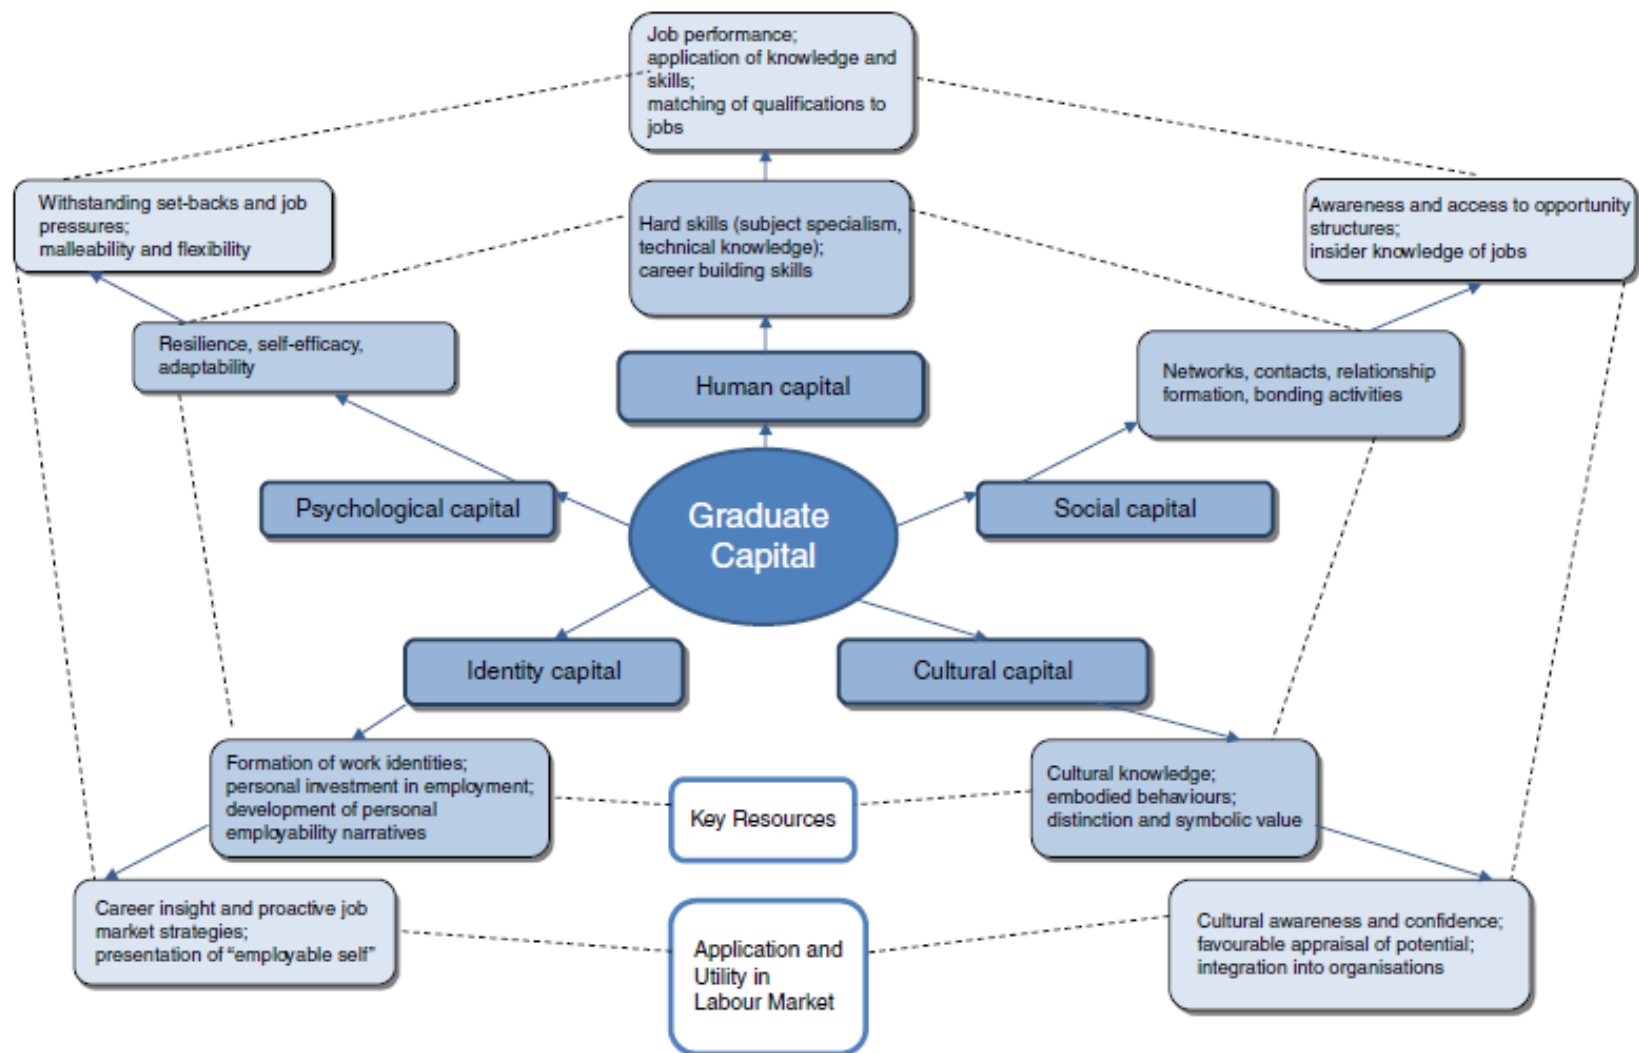 Job performance;
application of knowledge and
skills;
matching of qualifications to
jobs
Withstanding set-backs and job
pressures;
malleability and flexibility
Hard skills (subject specialism,
technical knowledge);
career building skills
Awareness and access to opportunity
structures;
insider knowledge of jobs
Resilience, self-efficacy,
adaptability
Human capital
Networks, contacts, relationship
formation, bonding activities
Psychological capital
Graduate
Capital
Social capital
Identity capital
Cultural capital
Formation of work identities;
personal investment in employment;
development of personal
employability narratives
Key Resources
Cultural knowledge;
embodied behaviours;
distinction and symbolic value
Career insight and proactive job
market strategies;
presentation of “employable self”
Application and
Utility in
Labour Market
Cultural awareness and confidence;
favourable appraisal of potential;
integration into organisations